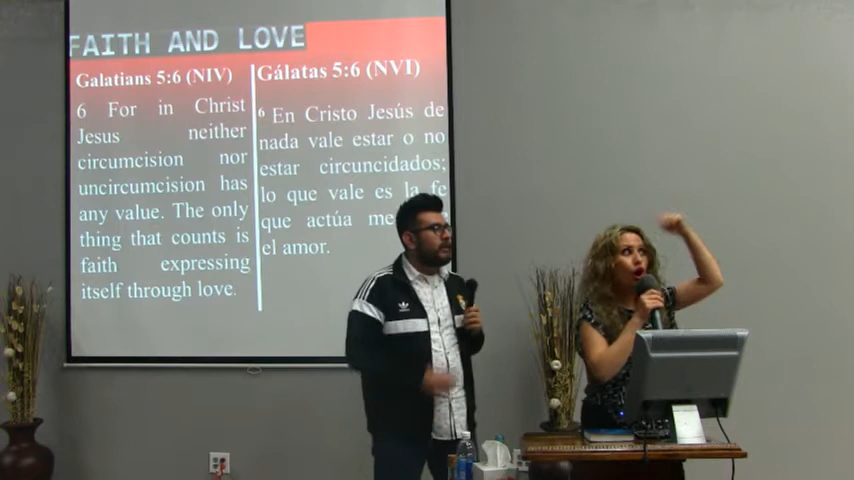 FAITH AND LOVE
Galatians 5:6 (NIV)
6 For in Christ
Jesus neither
circumcision nor
uncircumcision has
any value. The only
thing that counts is
faith expressing
itself through love.
Gálatas 5:6 (NVI)
6 En Cristo Jesús de
nada vale estar o no
estar circuncidados;
lo que vale es la fe
que actúa
el amor.
adidas